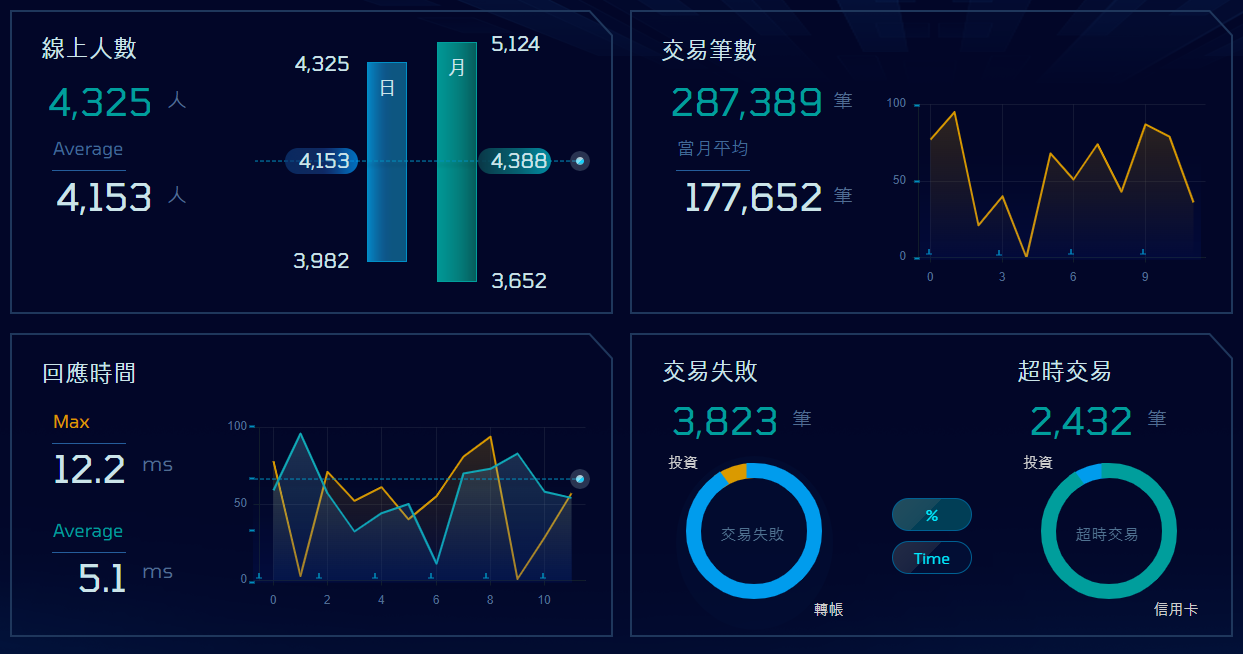 線上人數
4,325 人
Average
4,153 人
4,325
日
4,153
3,982
月
5,124
4,388
3,652
交易筆數
287,389 筆
當月平均
177,652 筆
100
50
0
0 3 6 9
回應時間
Max
12.2 ms
Average
5.1 ms
100
50
0
0 2 4 6 8 10
交易失敗
3,823 筆
投資
交易失敗
轉帳
%
Time
超時交易
2,432 筆
投資
超時交易
信用卡